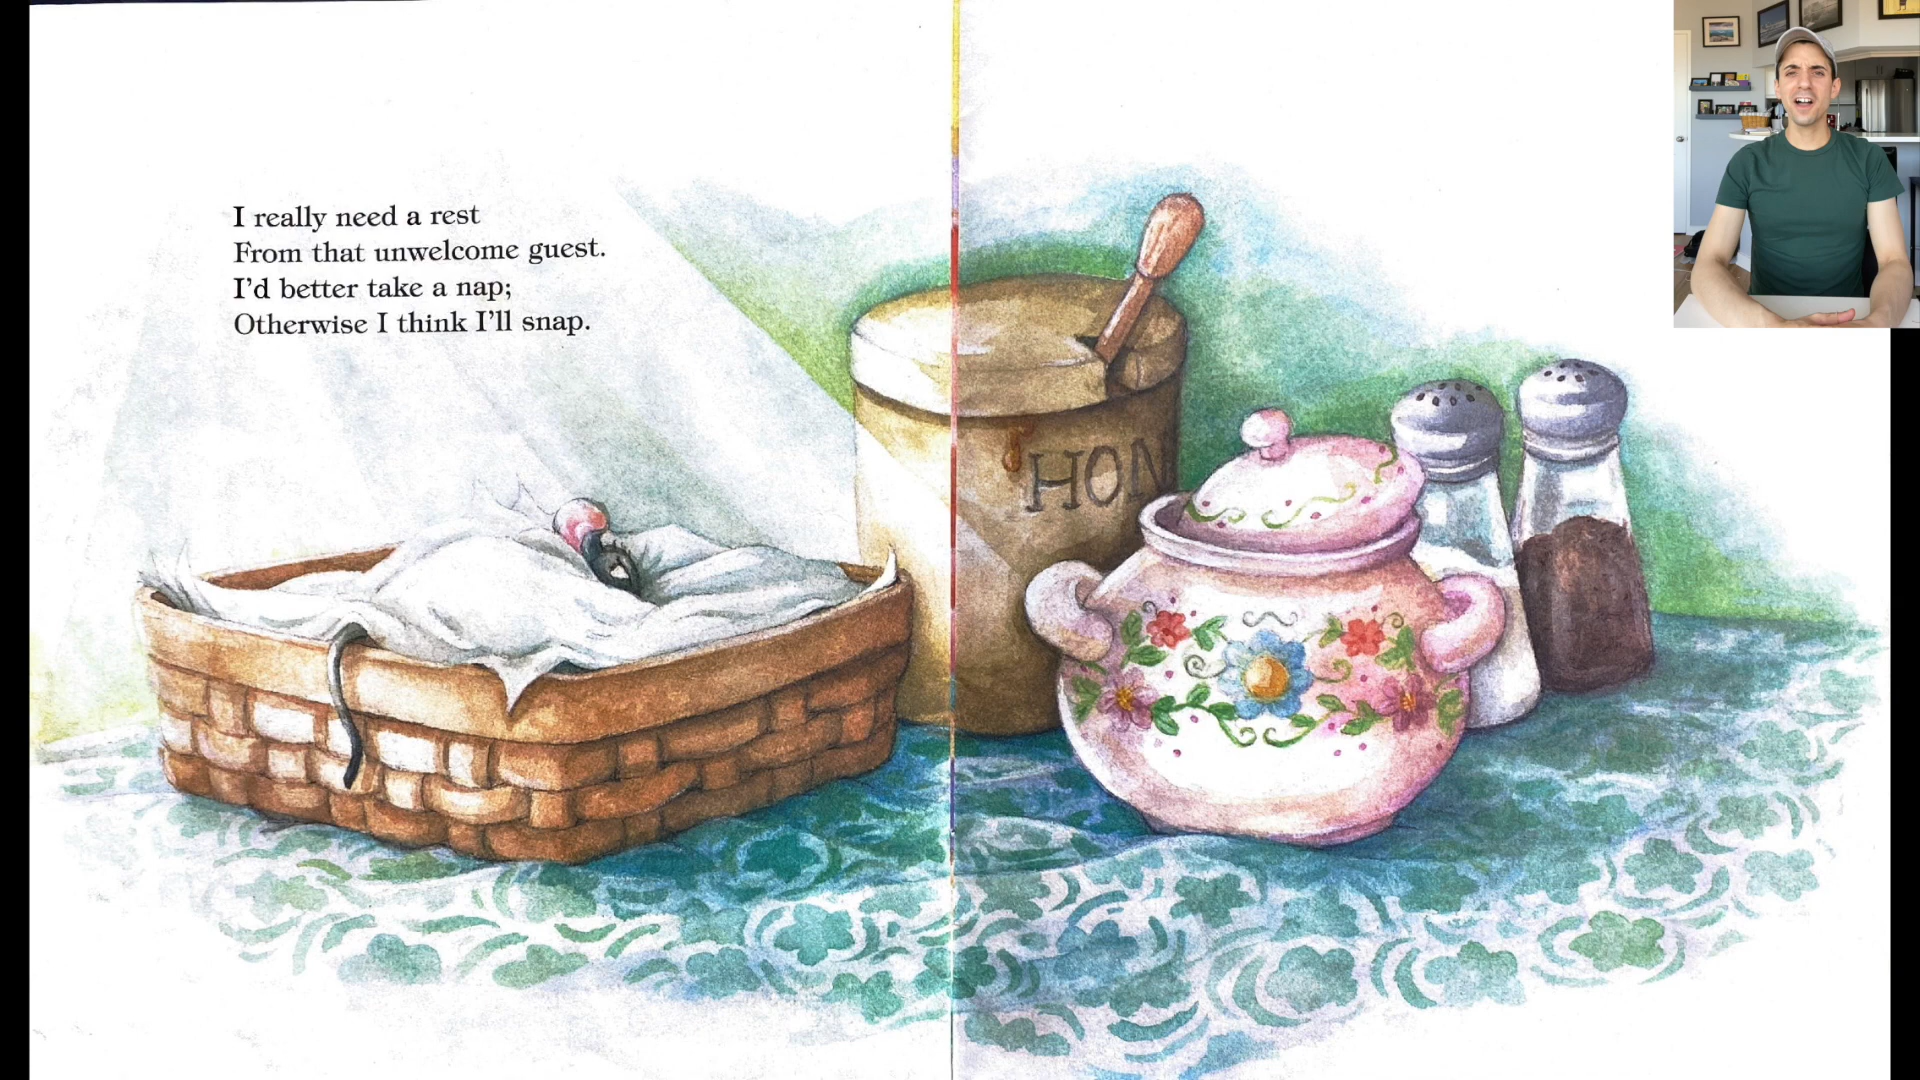 I really need a rest
From that unwelcome guest.
I'd better take a nap;
Otherwise I think I'll snap.
HON